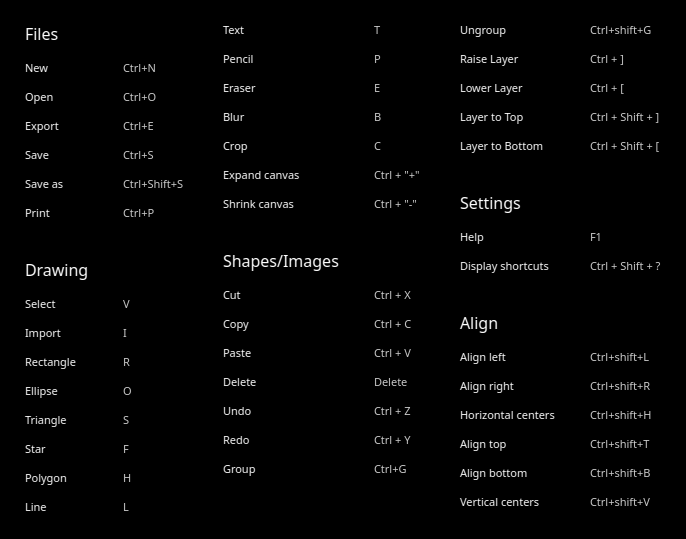 Files
New Ctrl+N
Open Ctrl+O
Export Ctrl+E
Save Ctrl+S
Save as Ctrl+Shift+S
Print Ctrl+P
Drawing
Select V
Import I
Rectangle R
Ellipse O
Triangle S
Star F
Polygon H
Line L
Text T
Pencil P
Eraser E
Blur B
Crop C
Expand canvas Ctrl + "+"
Shrink canvas Ctrl + "-"
Shapes/Images
Cut Ctrl + X
Copy Ctrl + C
Paste Ctrl + V
Delete Delete
Undo Ctrl + Z
Redo Ctrl + Y
Group Ctrl+G
Ungroup Ctrl+shift+G
Raise Layer Ctrl + ]
Lower Layer Ctrl + [
Layer to Top Ctrl + Shift + ]
Layer to Bottom Ctrl + Shift + [
Settings
Help F1
Display shortcuts Ctrl + Shift + ?
Align
Align left Ctrl+shift+L
Align right Ctrl+shift+R
Horizontal centers Ctrl+shift+H
Align top Ctrl+shift+T
Align bottom Ctrl+shift+B
Vertical centers Ctrl+shift+V